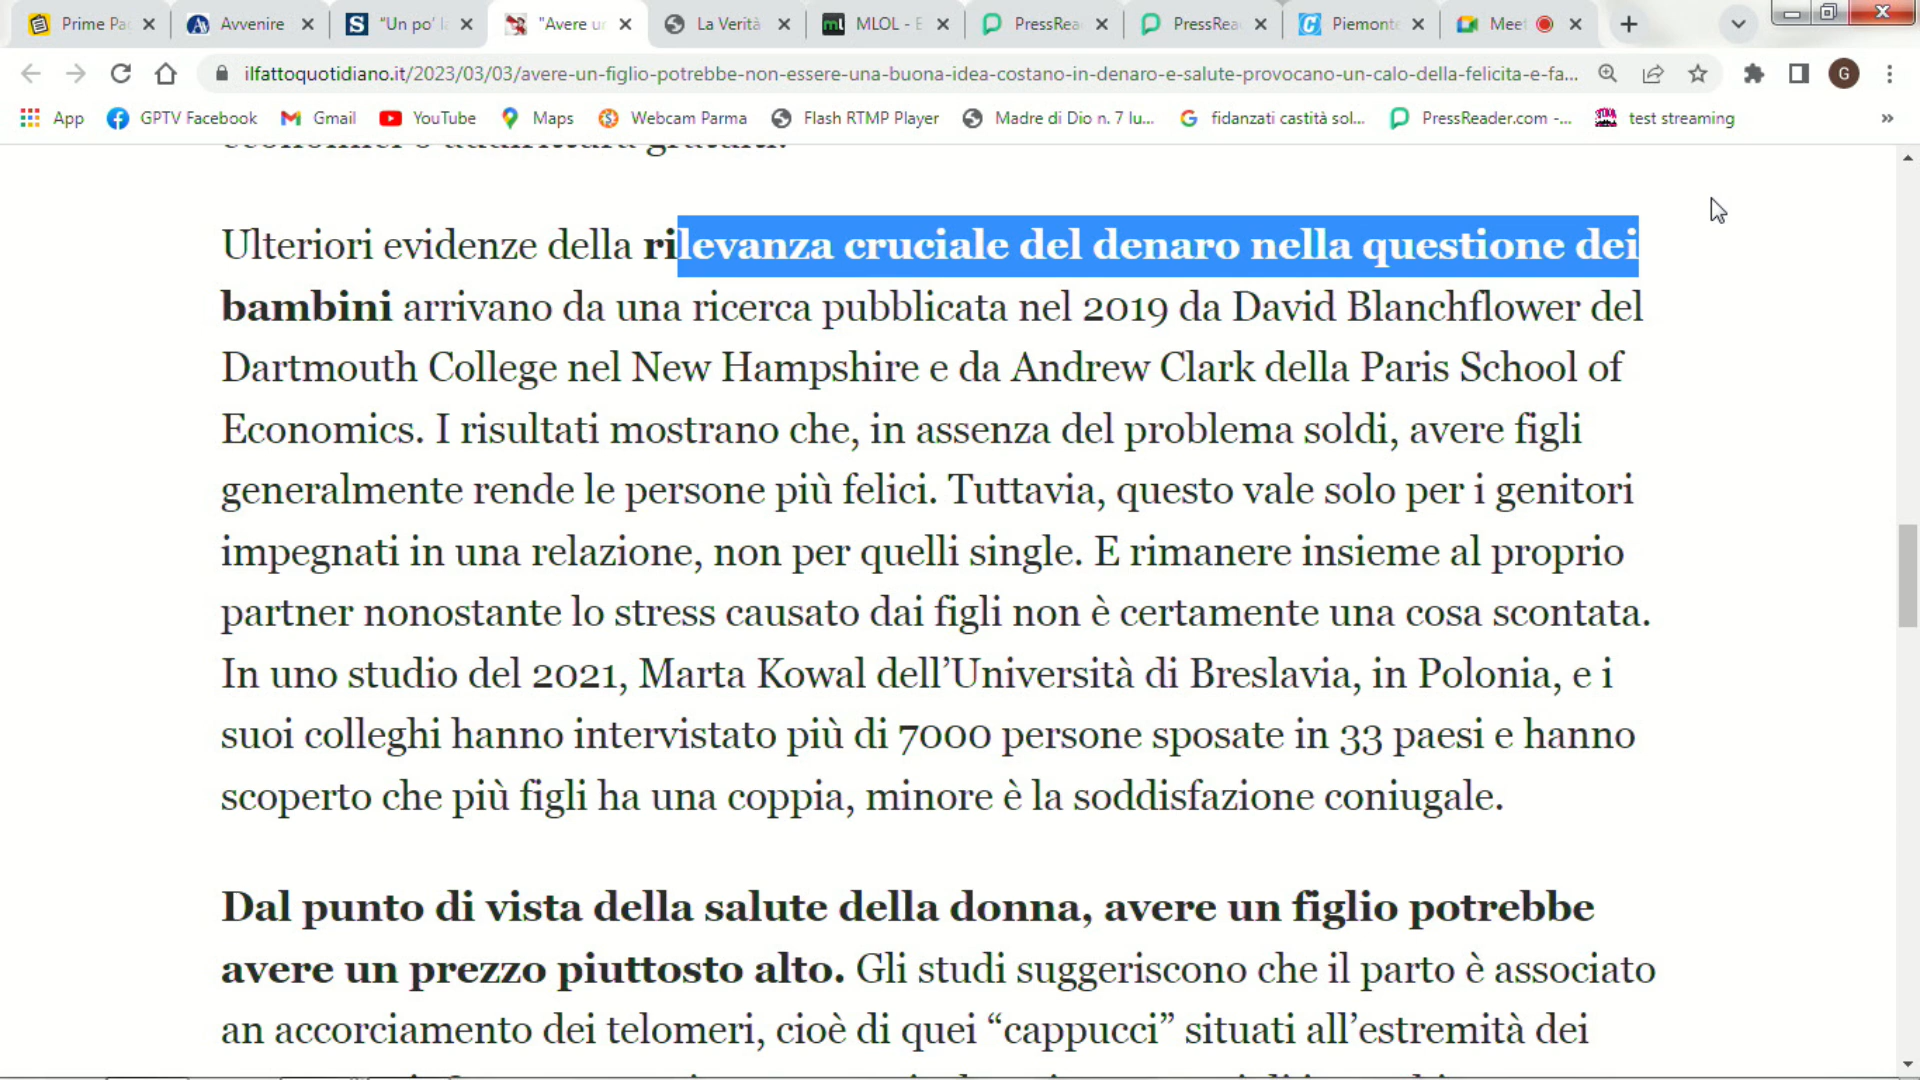 Prime Pa
Avvenire
"Un po' l
"Avere ur
La Verità
MLOL - E
PressRea
PressRea
Piemont
Meet
ilfattoquotidiano.it/2023/03/03/avere-un-figlio-potrebbe-non-essere-una-buona-idea-costano-in-denaro-e-salute-provocano-un-calo-della-felicita-e-fa...
G
App
GPTV Facebook
Gmail
YouTube
Maps
Webcam Parma
Flash RTMP Player
Madre di Dio n. 7 lu...
fidanzati castità sol...
PressReader.com -...
test streaming
Ulteriori evidenze della rilevanza cruciale del denaro nella questione dei
bambini arrivano da una ricerca pubblicata nel 2019 da David Blanchflower del
Dartmouth College nel New Hampshire e da Andrew Clark della Paris School of
Economics. I risultati mostrano che, in assenza del problema soldi, avere figli
generalmente rende le persone più felici. Tuttavia, questo vale solo per i genitori
impegnati in una relazione, non per quelli single. E rimanere insieme al proprio
partner nonostante lo stress causato dai figli non è certamente una cosa scontata.
In uno studio del 2021, Marta Kowal dell'Università di Breslavia, in Polonia, e i
suoi colleghi hanno intervistato più di 7000 persone sposate in 33 paesi e hanno
scoperto che più figli ha una coppia, minore è la soddisfazione coniugale.
Dal punto di vista della salute della donna, avere un figlio potrebbe
avere un prezzo piuttosto alto. Gli studi suggeriscono che il parto è associato
an accorciamento dei telomeri, cioè di quei "cappucci" situati all'estremità dei